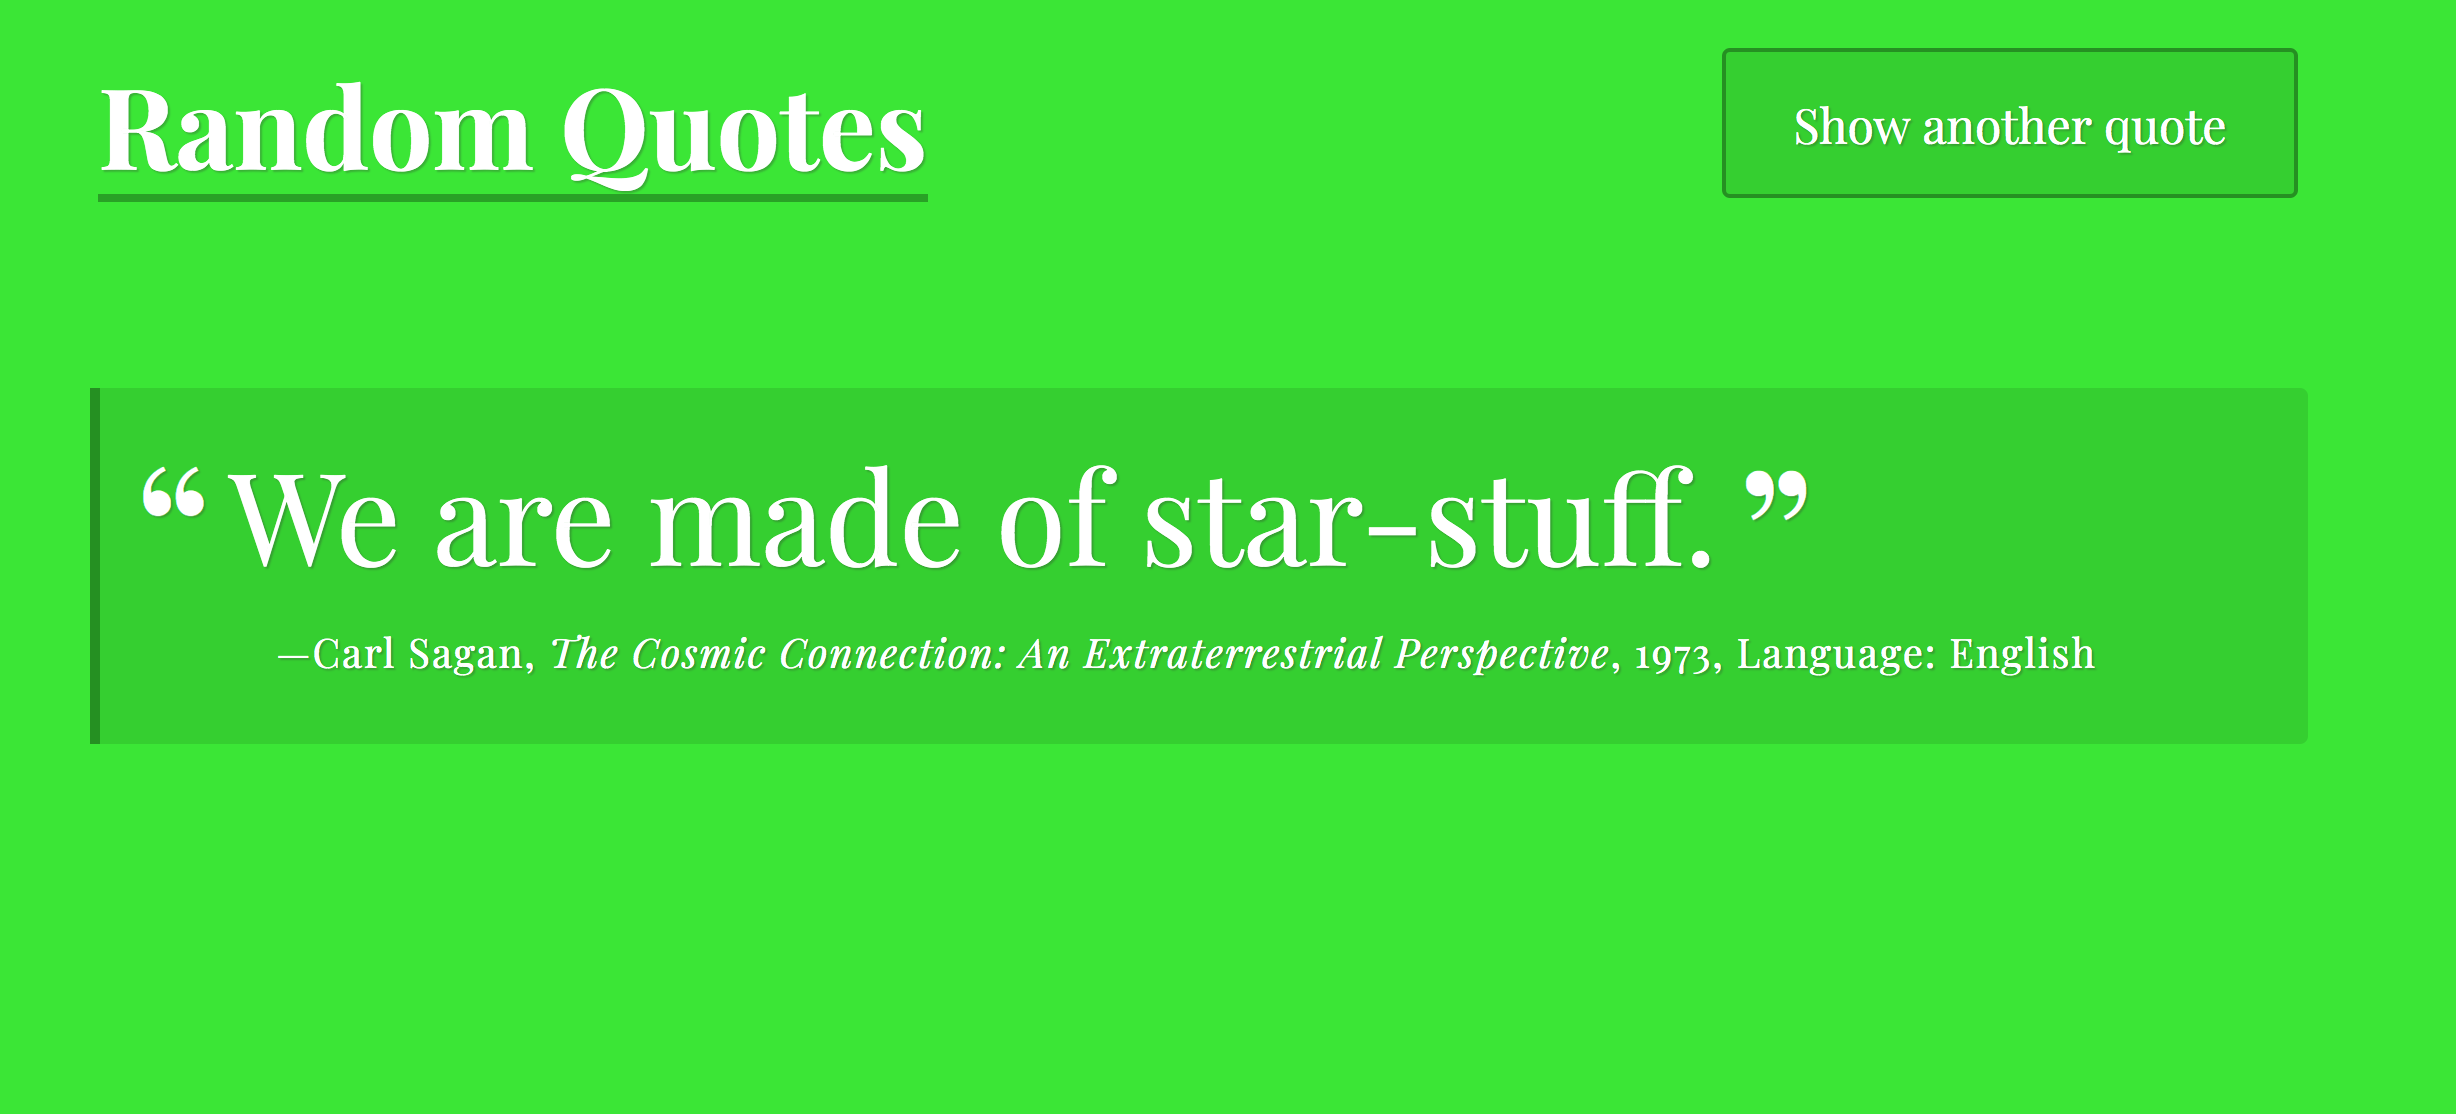 Random Quotes
Show another quote
“We are made of star-stuff.”
—Carl Sagan, The Cosmic Connection: An Extraterrestrial Perspective, 1973, Language: English